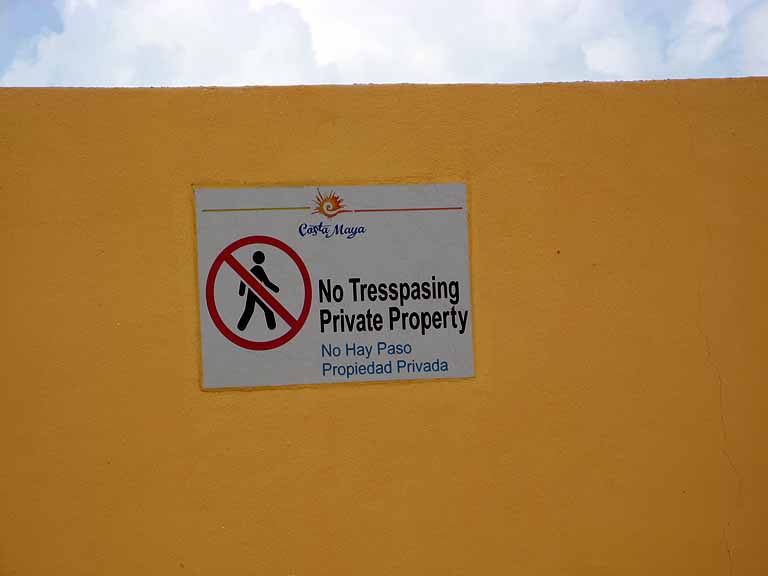 Costa Maya
No Tresspasing
Private Property
No Hay Paso
Propiedad Privada